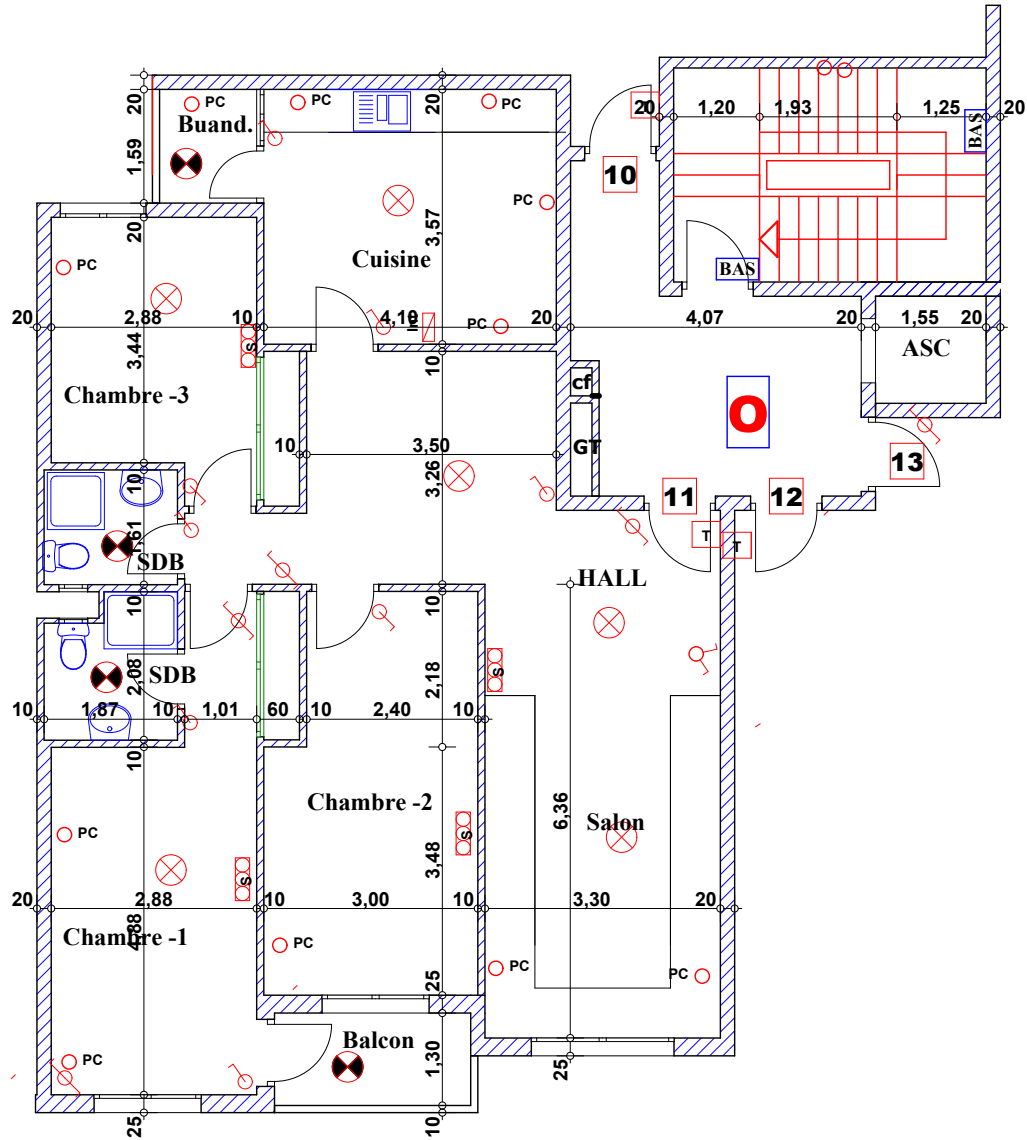 20
PC
PC
20
PC
20
1,20
1,93
1,25
20
Buand.
BAS
1,59
10
PC
3,57
20
Cuisine
BAS
PC
20
2,88
10
4,10
PC
20
4,07
20
1,55
20
3,44
S
10
ASC
Chambre -3
cf
O
10
3,50
GT
13
10
3,26
11
12
1,61
T
T
SDB
HALL
10
10
2,08
SDB
2,18
S
10
1,87
10
1,01
60
10
2,40
10
10
Chambre -2
6,36
Salon
PC
3,48
S
S
20
2,88
10
3,00
10
3,30
20
Chambre -1
4,88
PC
PC
PC
25
Balcon
PC
1,30
25
25
10